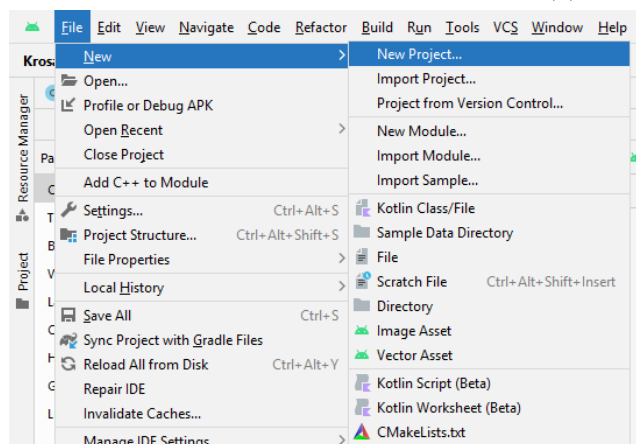 File Edit View Navigate Code Refactor Build Run Tools VCS Window Help
New
Open...
Profile or Debug APK
Open Recent
Close Project
Add C++ to Module
Settings... Ctrl+Alt+S
Project Structure... Ctrl+Alt+Shift+S
File Properties
Local History
Save All Ctrl+S
Sync Project with Gradle Files
Reload All from Disk Ctrl+Alt+Y
Repair IDE
Invalidate Caches...
Manage IDE Settings
New Project...
Import Project...
Project from Version Control...
New Module...
Import Module...
Import Sample...
Kotlin Class/File
Sample Data Directory
File
Scratch File Ctrl+Alt+Shift+Insert
Directory
Image Asset
Vector Asset
Kotlin Script (Beta)
Kotlin Worksheet (Beta)
CMakeLists.txt
Resource Manager
Project